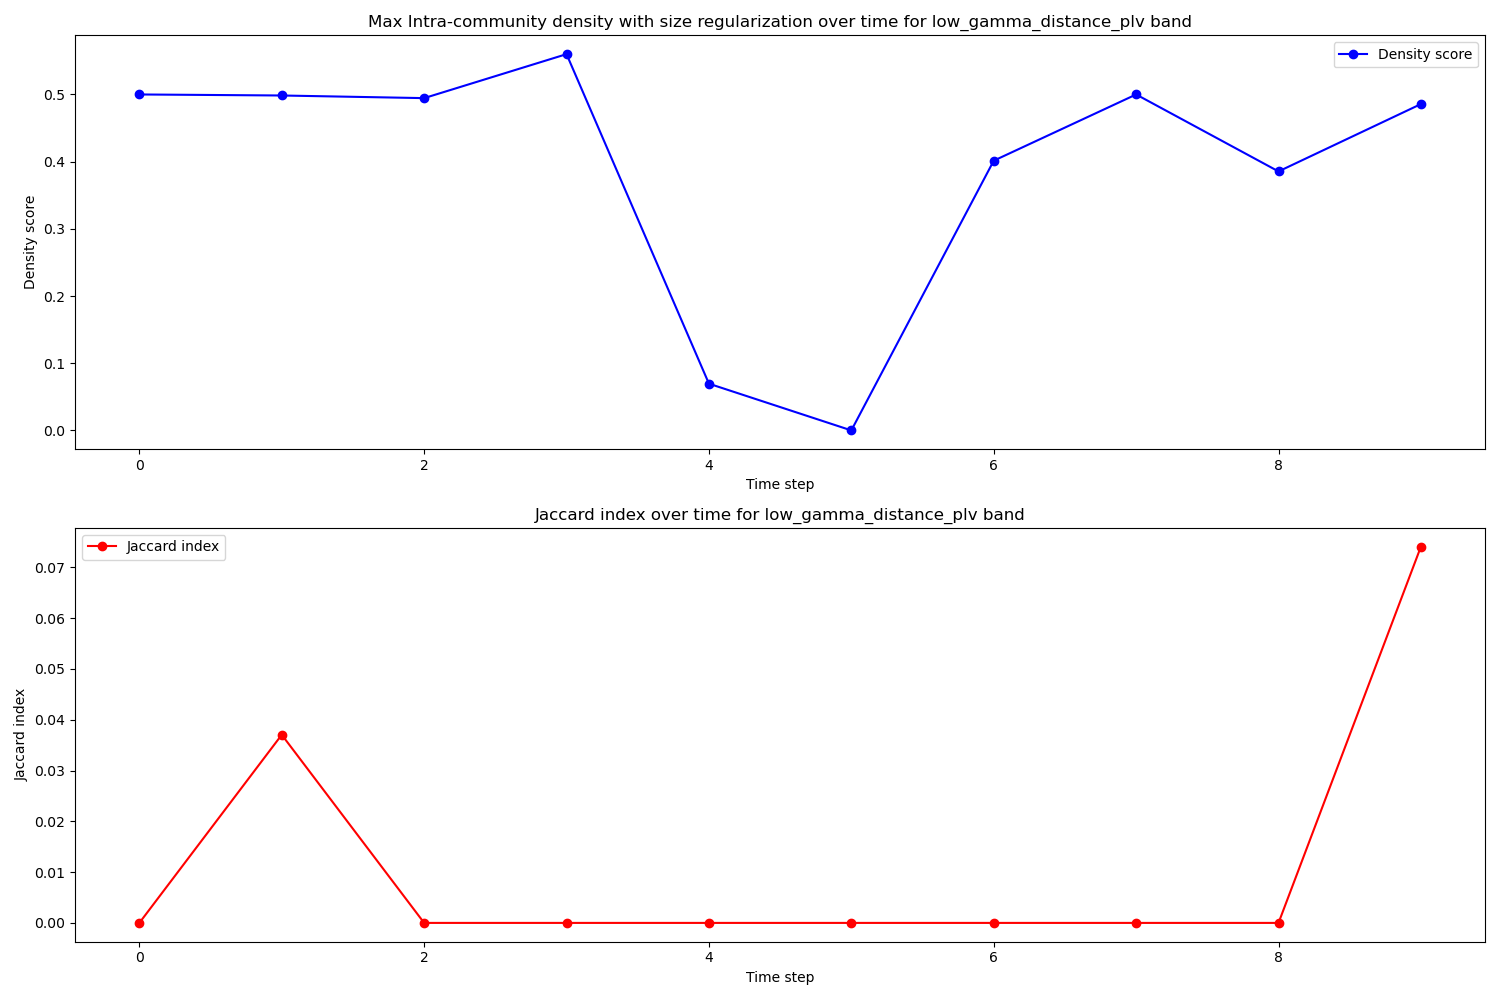 Max Intra-community density with size regularization over time for low_gamma_distance_plv band
Density score
0.5
0.4
0.3
0.2
0.1
0.0
Density score
0 2 4 6 8
Time step
Jaccard index over time for low_gamma_distance_plv band
Jaccard index
0.07
0.06
0.05
0.04
0.03
0.02
0.01
0.00
Jaccard index
0 2 4 6 8
Time step